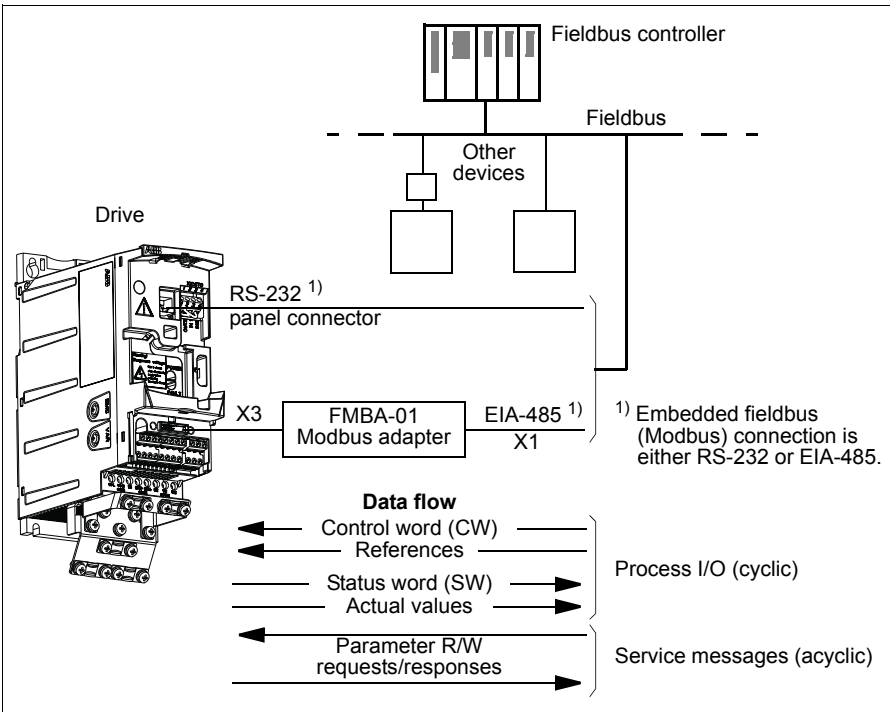 Fieldbus controller
Fieldbus
Other
devices
Drive
RS-232 1)
panel connector
X3
FMBA-01
Modbus adapter
EIA-485 1)
X1
1) Embedded fieldbus
(Modbus) connection is
either RS-232 or EIA-485.
Data flow
Control word (CW)
References
Status word (SW)
Actual values
Process I/O (cyclic)
Parameter R/W
requests/responses
Service messages (acyclic)